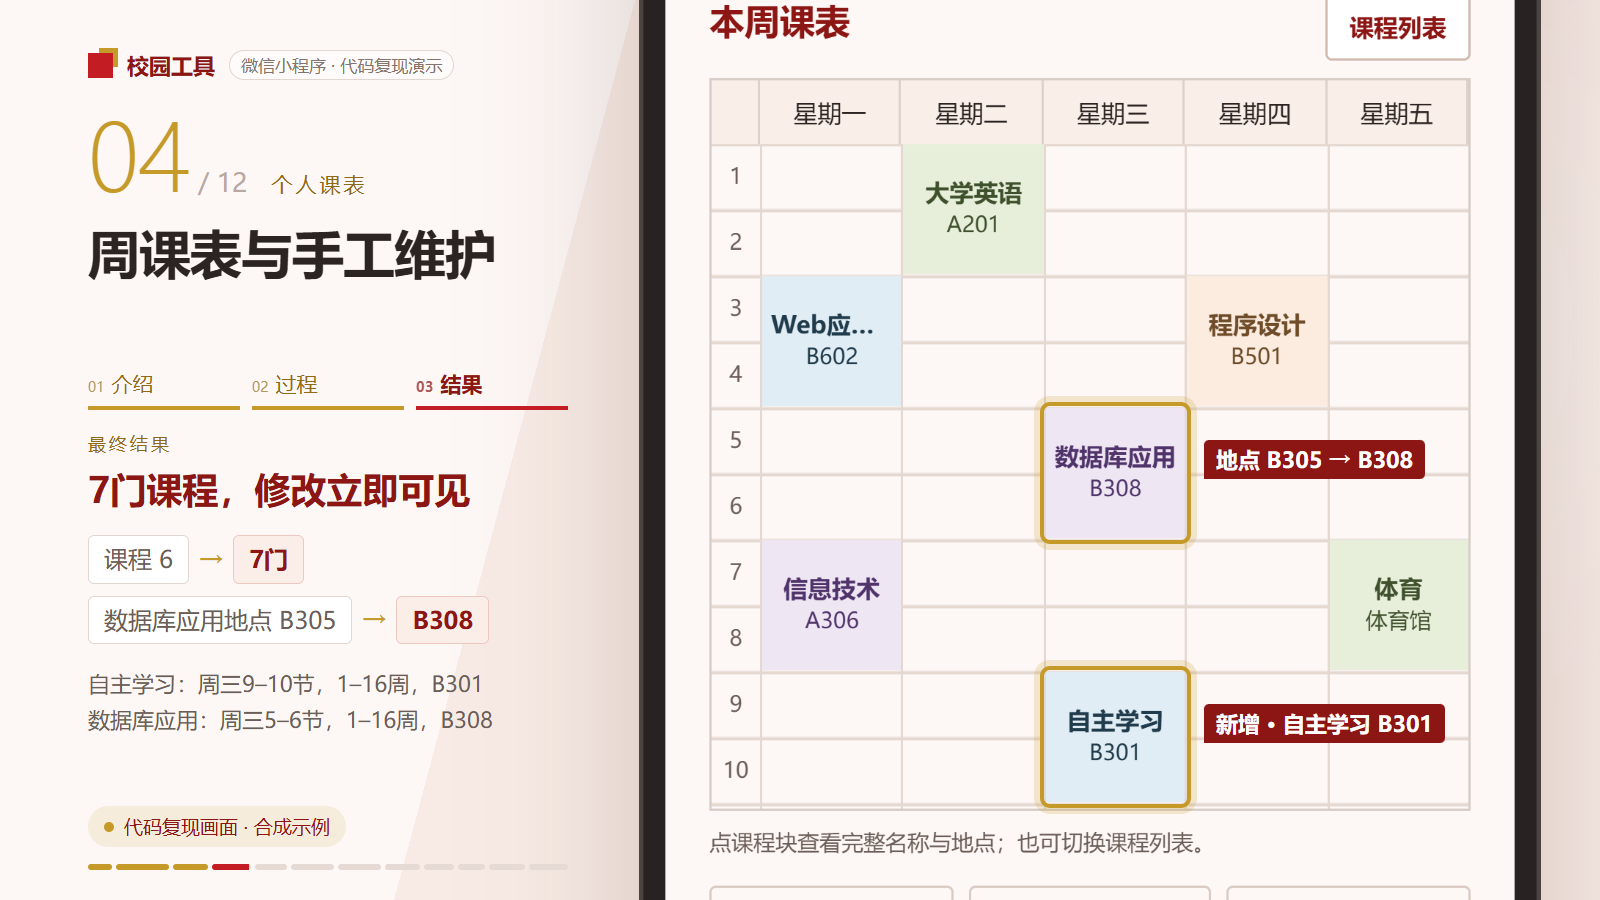 校园工具
微信小程序 · 代码复现演示
04 / 12 个人课表
周课表与手工维护
01 介绍
02 过程
03 结果
最终结果
7门课程，修改立即可见
课程 6 → 7门
数据库应用地点 B305 → B308
自主学习：周三9–10节，1–16周，B301
数据库应用：周三5–6节，1–16周，B308
代码复现画面 · 合成示例
本周课表
课程列表
星期一 星期二 星期三 星期四 星期五
1
大学英语
A201
2
3
Web应...
B602
程序设计
B501
4
5
数据库应用
B308
地点 B305 → B308
6
7
信息技术
A306
体育
体育馆
8
9
自主学习
B301
新增 · 自主学习 B301
10
点课程块查看完整名称与地点；也可切换课程列表。